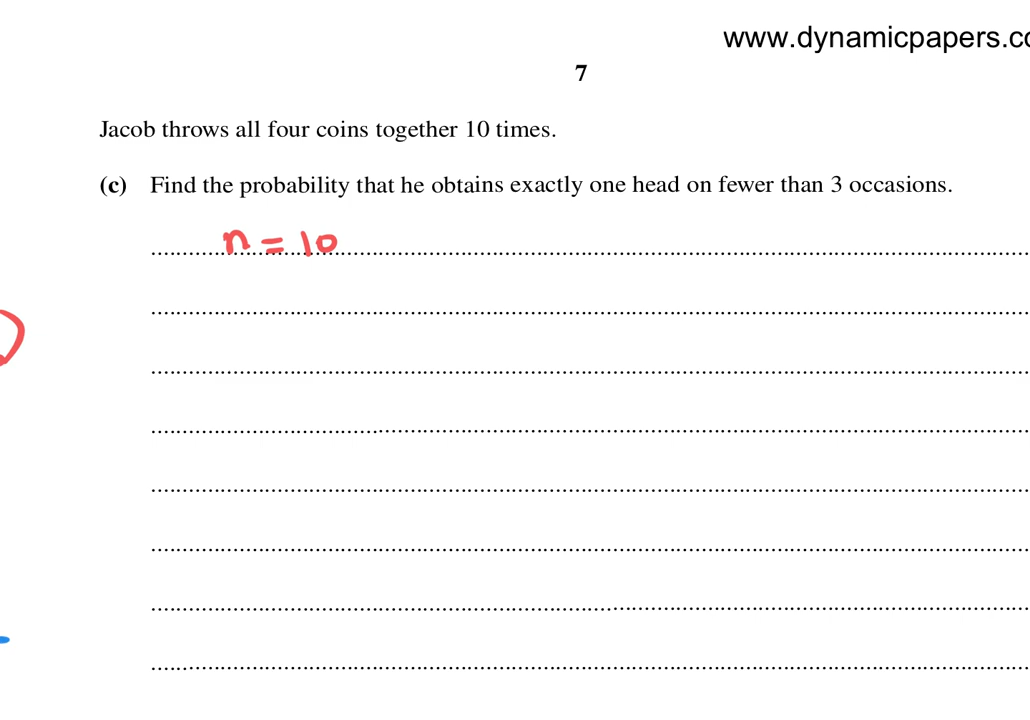 www.dynamicpapers.co
7
Jacob throws all four coins together 10 times.
(c) Find the probability that he obtains exactly one head on fewer than 3 occasions.
n = 10